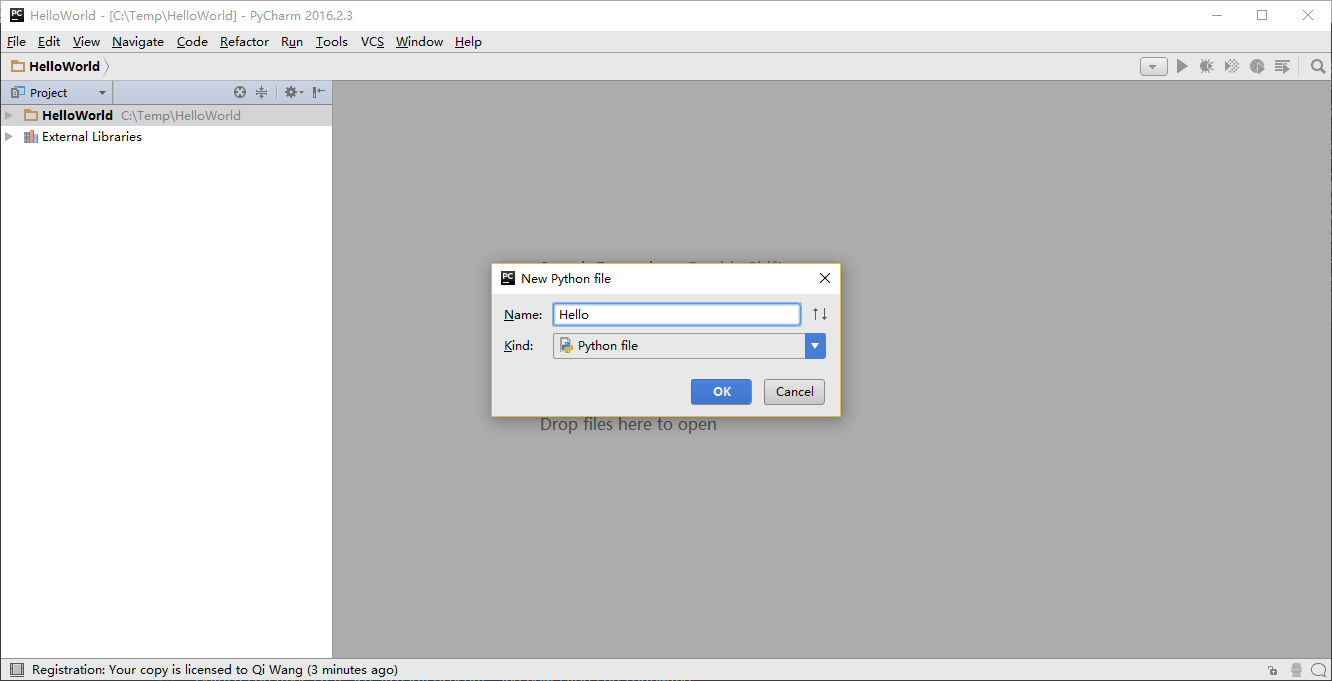 HelloWorld - [C:\Temp\HelloWorld] - PyCharm 2016.2.3
File Edit View Navigate Code Refactor Run Tools VCS Window Help
HelloWorld
Project
HelloWorld C:\Temp\HelloWorld
External Libraries
New Python file
Name: Hello
Kind: Python file
OK Cancel
Drop files here to open
Registration: Your copy is licensed to Qi Wang (3 minutes ago)